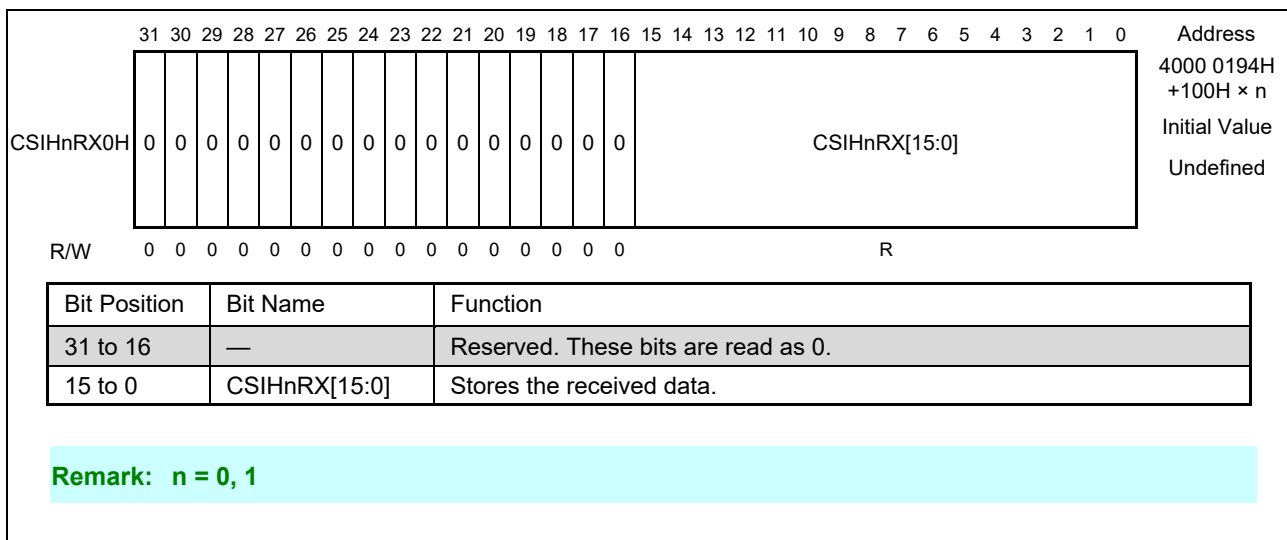 31 30 29 28 27 26 25 24 23 22 21 20 19 18 17 16 15 14 13 12 11 10 9 8 7 6 5 4 3 2 1 0 Address
4000 0194H
+100H × n
CSIHnRX0H 0 0 0 0 0 0 0 0 0 0 0 0 0 0 0 0 CSIHnRX[15:0]
Initial Value
Undefined
R/W 0 0 0 0 0 0 0 0 0 0 0 0 0 0 0 0 R
Bit Position Bit Name Function
31 to 16 — Reserved. These bits are read as 0.
15 to 0 CSIHnRX[15:0] Stores the received data.
Remark: n = 0, 1